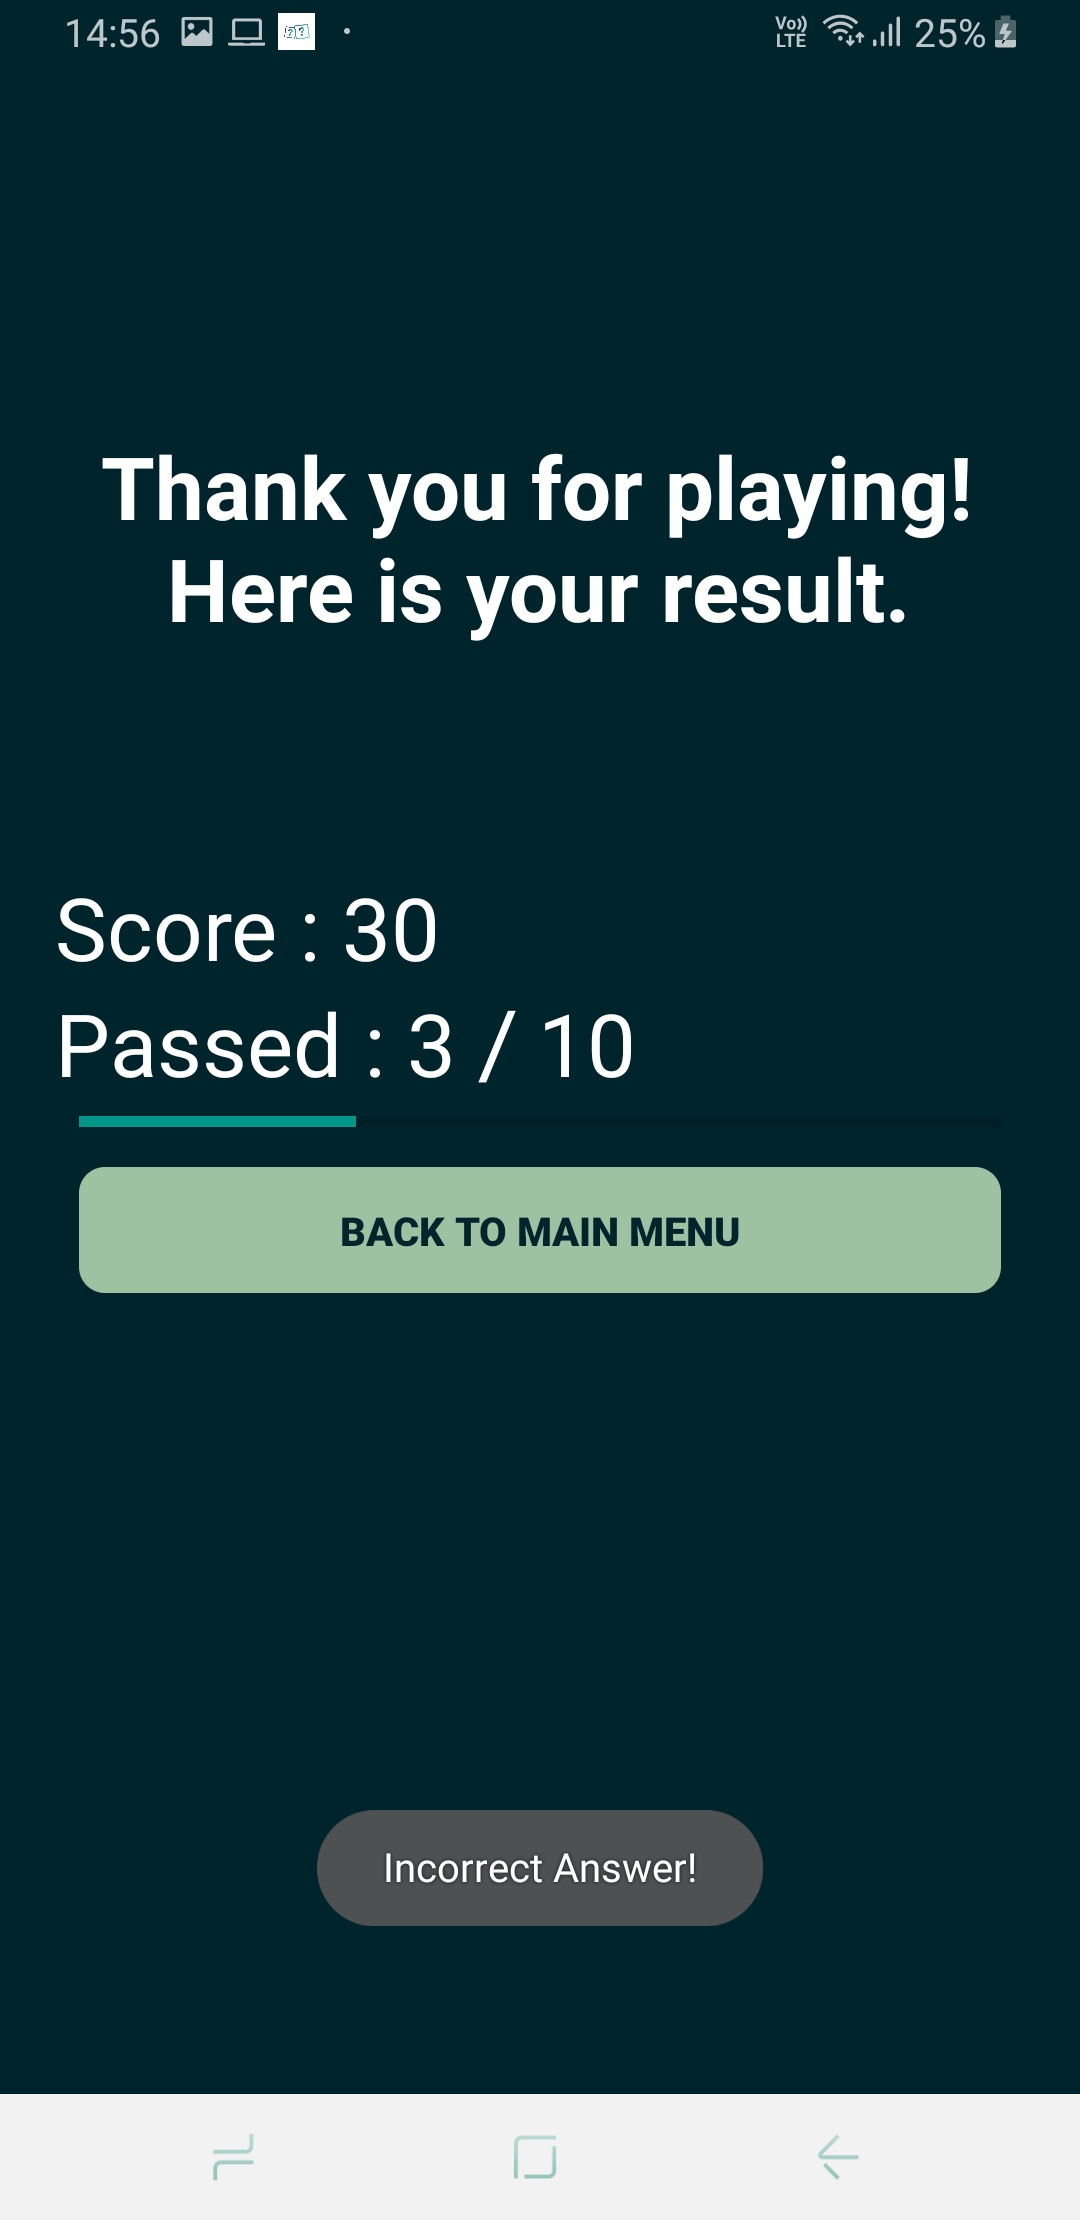 14:56
Vo)) LTE 25%
Thank you for playing!
Here is your result.
Score : 30
Passed : 3 / 10
BACK TO MAIN MENU
Incorrect Answer!